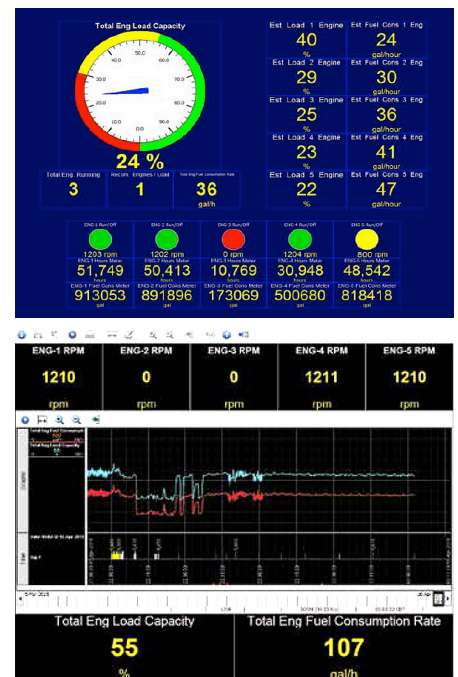 Total Eng Load Capacity
50.0
40.0 60.0
30.0 70.0
20.0 80.0
10.0 90.0
0.0
24 %
Total Eng. Running Recom. Engines / Load Total Eng Fuel Consumption Rate
3 1 36
gal/h
Est Load 1 Engine Est Fuel Cons 1 Eng
40 24
% gal/hour
Est Load 2 Engine Est Fuel Cons 2 Eng
29 30
% gal/hour
Est Load 3 Engine Est Fuel Cons 3 Eng
25 36
% gal/hour
Est Load 4 Engine Est Fuel Cons 4 Eng
23 41
% gal/hour
Est Load 5 Engine Est Fuel Cons 5 Eng
22 47
% gal/hour
ENG-1 Run/Off ENG-2 Run/Off ENG-3 Run/Off ENG-4 Run/Off ENG-5 Run/Off
1203 rpm 1202 rpm 0 rpm 1204 rpm 800 rpm
ENG-1 Hours Meter ENG-2 Hours Meter ENG-3 Hours Meter ENG-4 Hours Meter ENG-5 Hours Meter
51,749 50,413 10,769 30,948 48,542
hours hours hours hours hours
ENG-1 Fuel Cons Meter ENG-2 Fuel Cons Meter ENG-3 Fuel Cons Meter ENG-4 Fuel Cons Meter ENG-5 Fuel Cons Meter
913053 891896 173069 500680 818418
gal gal gal gal gal
ENG-1 RPM ENG-2 RPM ENG-3 RPM ENG-4 RPM ENG-5 RPM
1210 0 0 1211 1210
rpm rpm rpm rpm rpm
Total Eng Load Capacity
Time
Total Eng Load Capacity Total Eng Fuel Consumption Rate
55 107
% gal/h